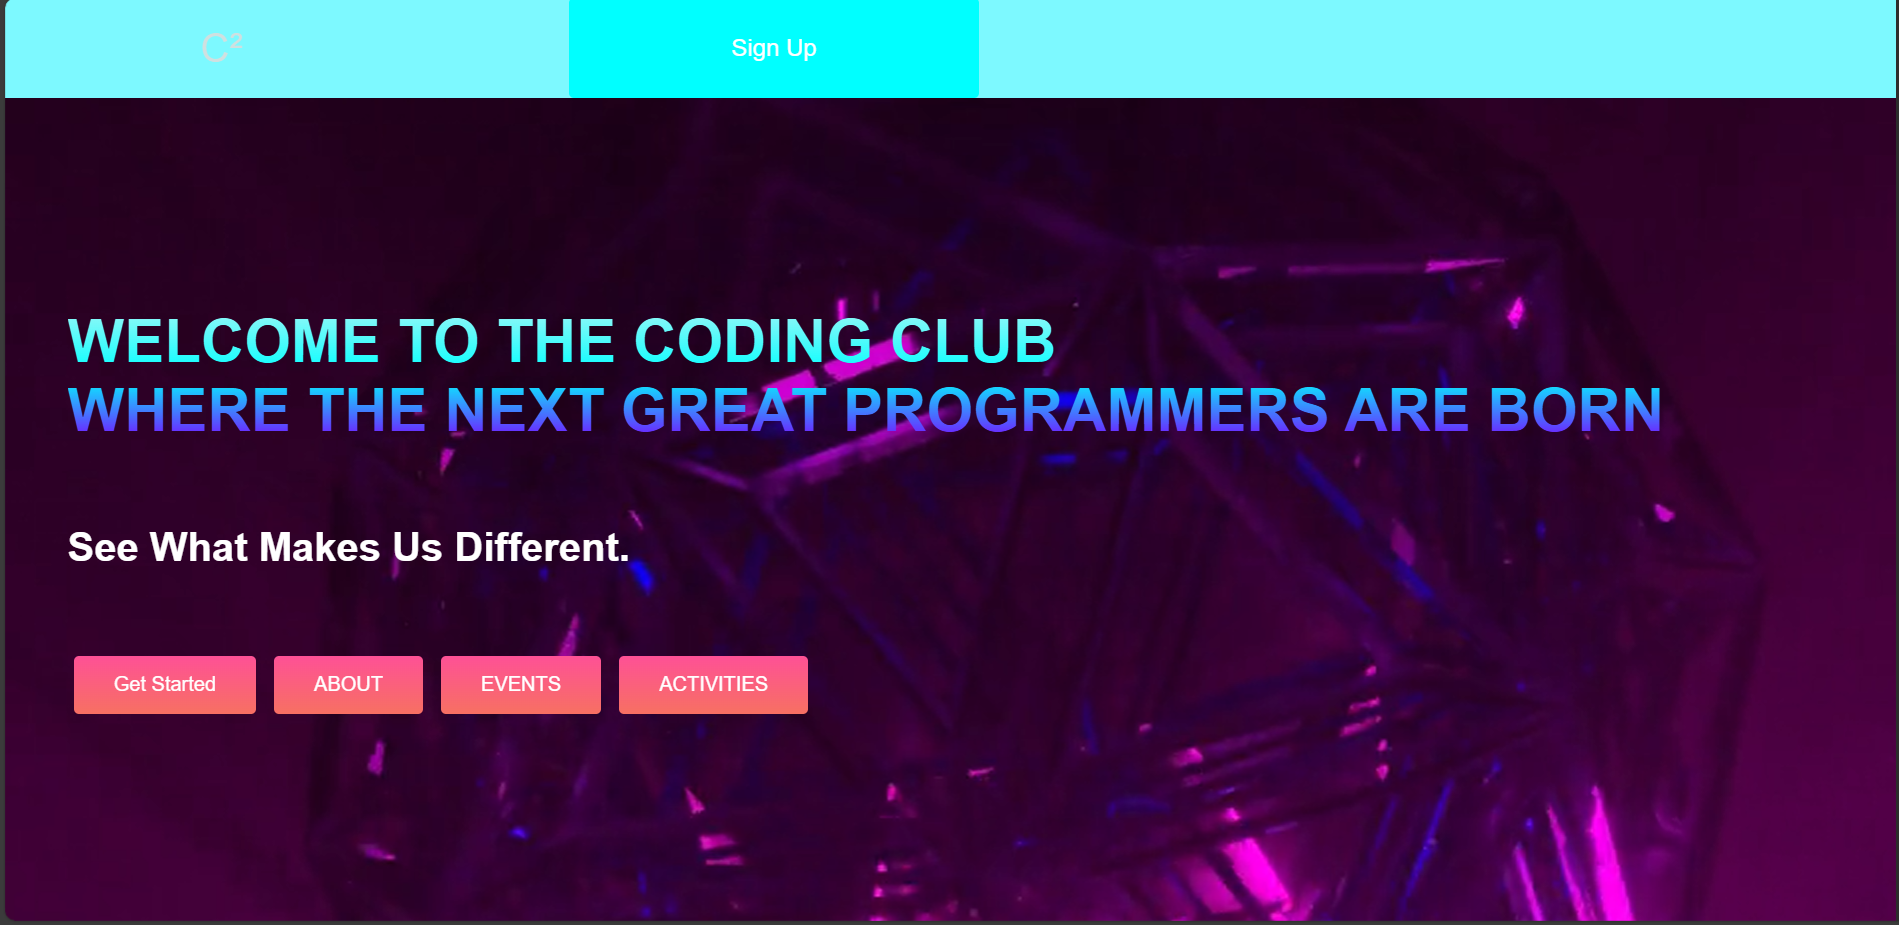 C²
Sign Up
WELCOME TO THE CODING CLUB
WHERE THE NEXT GREAT PROGRAMMERS ARE BORN
See What Makes Us Different.
Get Started ABOUT EVENTS ACTIVITIES